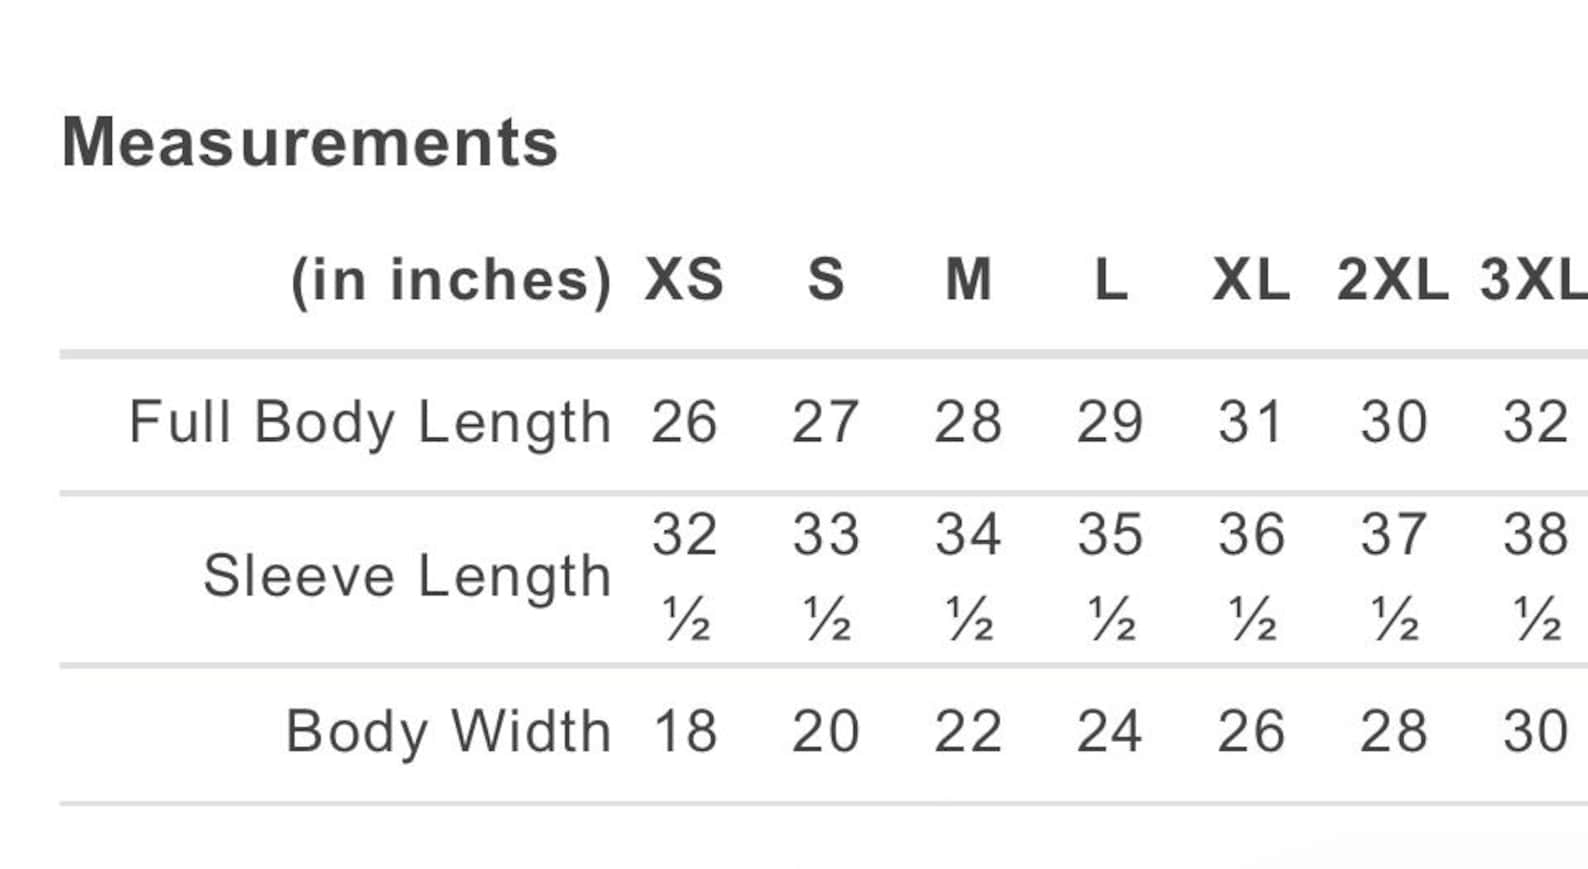 Measurements
(in inches) XS S M L XL 2XL 3XL
Full Body Length 26 27 28 29 31 30 32
Sleeve Length 32 ½ 33 ½ 34 ½ 35 ½ 36 ½ 37 ½ 38 ½
Body Width 18 20 22 24 26 28 30